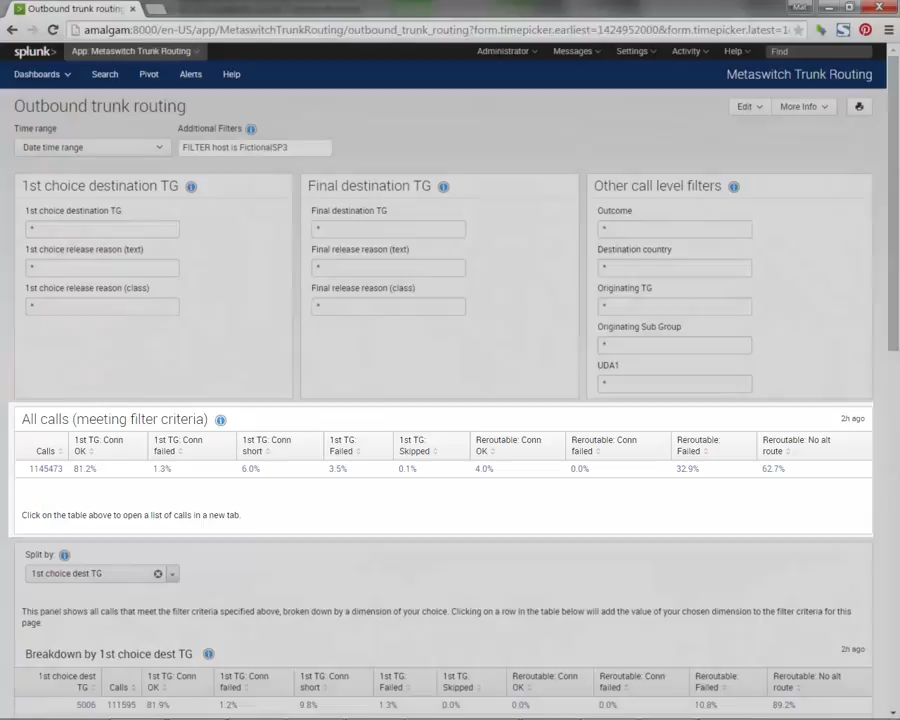 Outbound trunk routing
Mat
amalgam:8000/en-US/app/MetaswitchTrunkRouting/outbound_trunk_routing?form.timepicker.earliest=1424952000&form.timepicker.latest=1
splunk> App: Metaswitch Trunk Routing Administrator Messages Settings Activity Help Find
Dashboards Search Pivot Alerts Help Metaswitch Trunk Routing
Outbound trunk routing Edit More Info
Time range Additional Filters
Date time range FILTER host is FictionalSP3
1st choice destination TG Final destination TG Other call level filters
1st choice destination TG Final destination TG Outcome
* * *
1st choice release reason (text) Final release reason (text) Destination country
* * *
1st choice release reason (class) Final release reason (class) Originating TG
* * *
Originating Sub Group
*
UDA1
*
All calls (meeting filter criteria) 2h ago
1st TG: Conn 1st TG: Conn 1st TG: Conn 1st TG: 1st TG: Reroutable: Conn Reroutable: Conn Reroutable: Reroutable: No alt
Calls OK failed short Failed Skipped OK failed Failed route
1145473 81.2% 1.3% 6.0% 3.5% 0.1% 4.0% 0.0% 32.9% 62.7%
Click on the table above to open a list of calls in a new tab.
Split by:
1st choice dest TG
This panel shows all calls that meet the filter criteria specified above, broken down by a dimension of your choice. Clicking on a row in the table below will add the value of your chosen dimension to the filter criteria for this
page.
Breakdown by 1st choice dest TG 2h ago
1st choice dest 1st TG: Conn 1st TG: Conn 1st TG: Conn 1st TG: 1st TG: Reroutable: Conn Reroutable: Conn Reroutable: Reroutable: No alt
TG Calls OK failed short Failed Skipped OK failed Failed route
5006 111595 81.9% 1.2% 9.8% 1.3% 0.0% 0.0% 0.0% 10.8% 89.2%